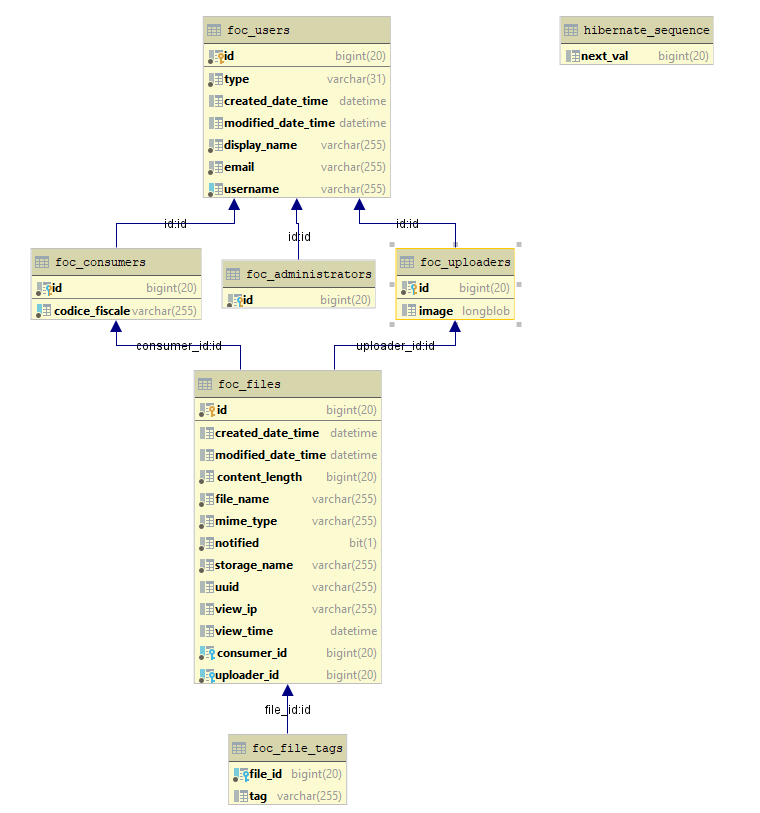 foc_users
id bigint(20)
type varchar(31)
created_date_time datetime
modified_date_time datetime
display_name varchar(255)
email varchar(255)
username varchar(255)
hibernate_sequence
next_val bigint(20)
id:id
id:id
id:id
foc_consumers
id bigint(20)
codice_fiscale varchar(255)
foc_administrators
id bigint(20)
foc_uploaders
id bigint(20)
image longblob
consumer_id:id
uploader_id:id
foc_files
id bigint(20)
created_date_time datetime
modified_date_time datetime
content_length bigint(20)
file_name varchar(255)
mime_type varchar(255)
notified bit(1)
storage_name varchar(255)
uuid varchar(255)
view_ip varchar(255)
view_time datetime
consumer_id bigint(20)
uploader_id bigint(20)
file_id:id
foc_file_tags
file_id bigint(20)
tag varchar(255)